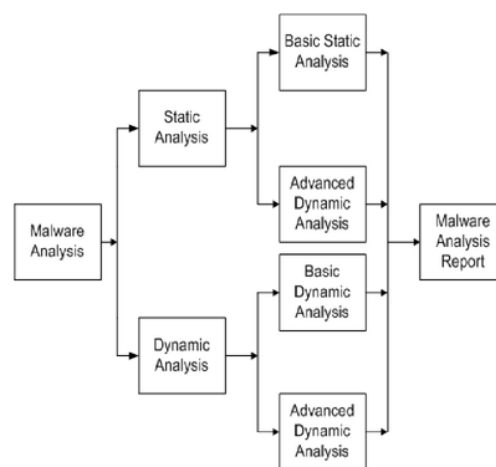 Basic Static
Analysis
Static
Analysis
Advanced
Dynamic
Analysis
Malware
Analysis
Malware
Analysis
Report
Basic
Dynamic
Analysis
Dynamic
Analysis
Advanced
Dynamic
Analysis